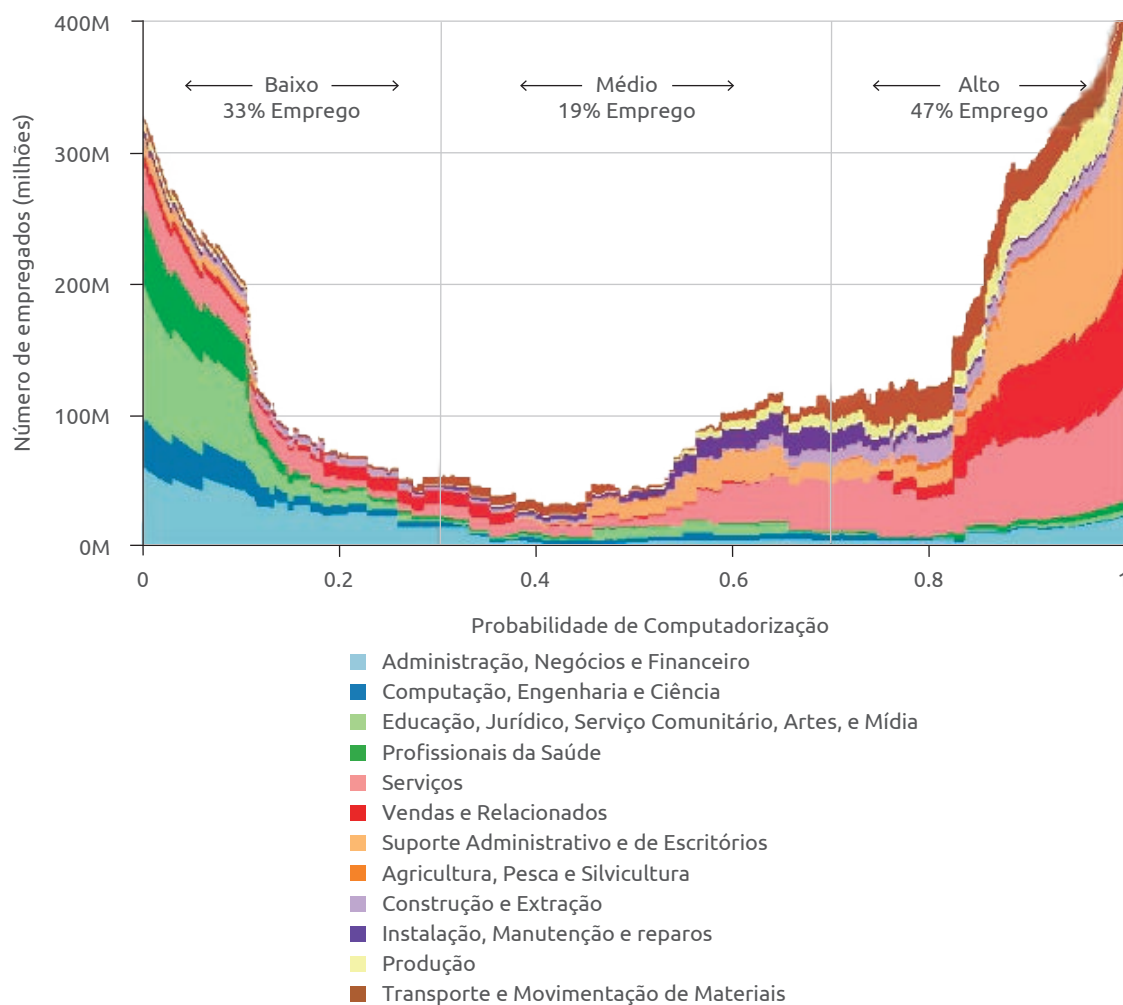 400M
300M
200M
100M
0M
Número de empregados (milhões)
Baixo
33% Emprego
Médio
19% Emprego
Alto
47% Emprego
0
0.2
0.4
0.6
0.8
1
Probabilidade de Computadorização
Administração, Negócios e Financeiro
Computação, Engenharia e Ciência
Educação, Jurídico, Serviço Comunitário, Artes, e Mídia
Profissionais da Saúde
Serviços
Vendas e Relacionados
Suporte Administrativo e de Escritórios
Agricultura, Pesca e Silvicultura
Construção e Extração
Instalação, Manutenção e reparos
Produção
Transporte e Movimentação de Materiais